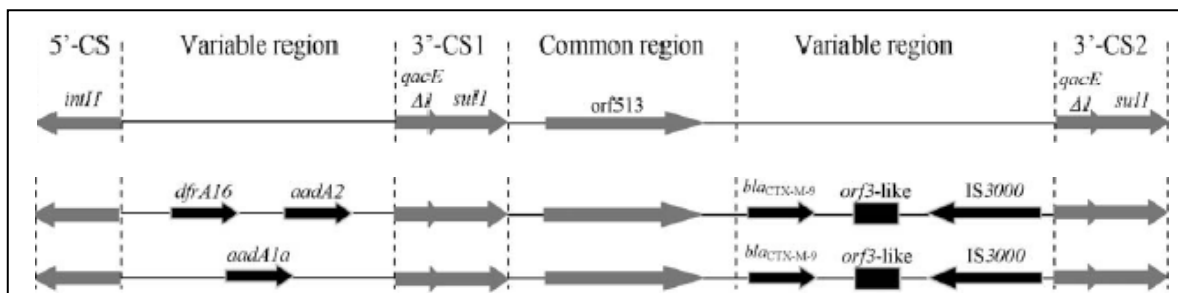 5’-CS Variable region 3’-CS1 Common region Variable region 3’-CS2
intI1 qacE Δ1 sul1 orf513 qacE Δ1 sul1
dfrA16 aadA2 blaCTX-M-9 orf3-like IS3000
aadA1a blaCTX-M-9 orf3-like IS3000